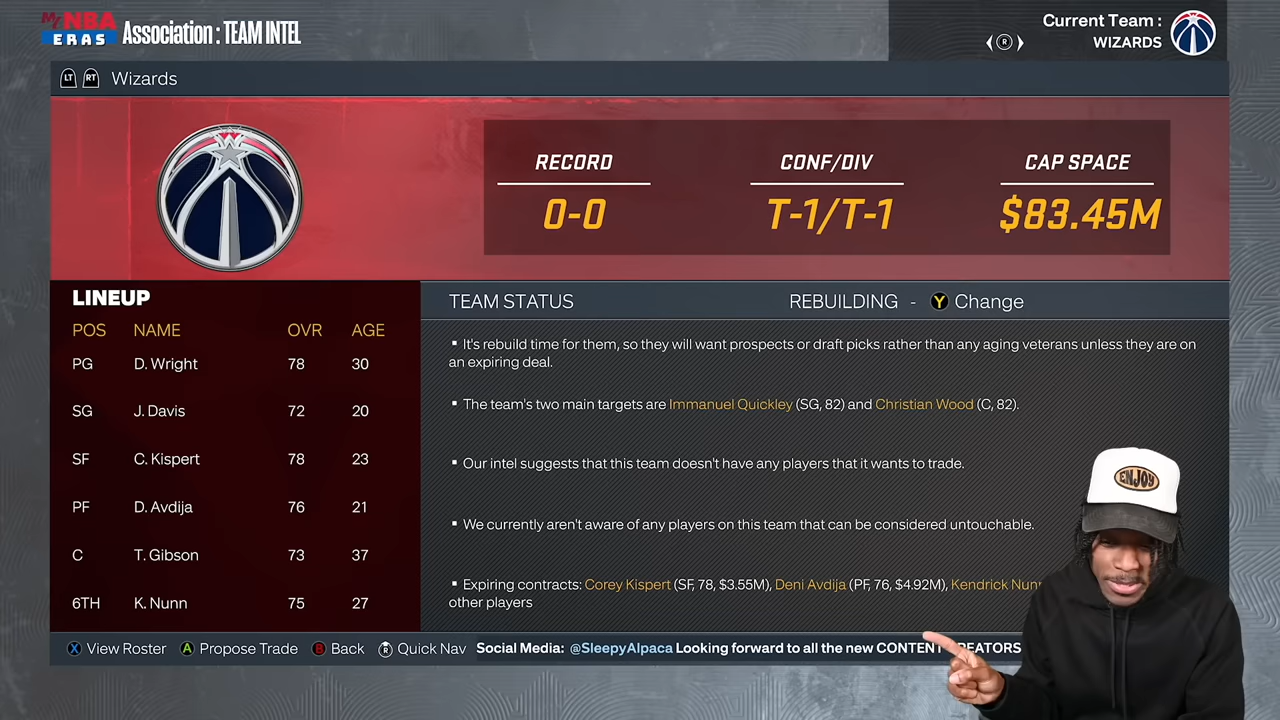 MY NBA
ERAS
Association : TEAM INTEL
Current Team :
R
WIZARDS
LT RT Wizards
RECORD CONF/DIV CAP SPACE
0-0 T-1/T-1 $83.45M
LINEUP
POS NAME OVR AGE
PG D. Wright 78 30
SG J. Davis 72 20
SF C. Kispert 78 23
PF D. Avdija 76 21
C T. Gibson 73 37
6TH K. Nunn 75 27
TEAM STATUS REBUILDING - Y Change
▪ It's rebuild time for them, so they will want prospects or draft picks rather than any aging veterans unless they are on
an expiring deal.
▪ The team's two main targets are Immanuel Quickley (SG, 82) and Christian Wood (C, 82).
▪ Our intel suggests that this team doesn't have any players that it wants to trade.
▪ We currently aren't aware of any players on this team that can be considered untouchable.
▪ Expiring contracts: Corey Kispert (SF, 78, $3.55M), Deni Avdija (PF, 76, $4.92M), Kendrick Nunn
other players
ENJOY
X View Roster A Propose Trade B Back R Quick Nav Social Media: @SleepyAlpaca Looking forward to all the new CONTENT CREATORS